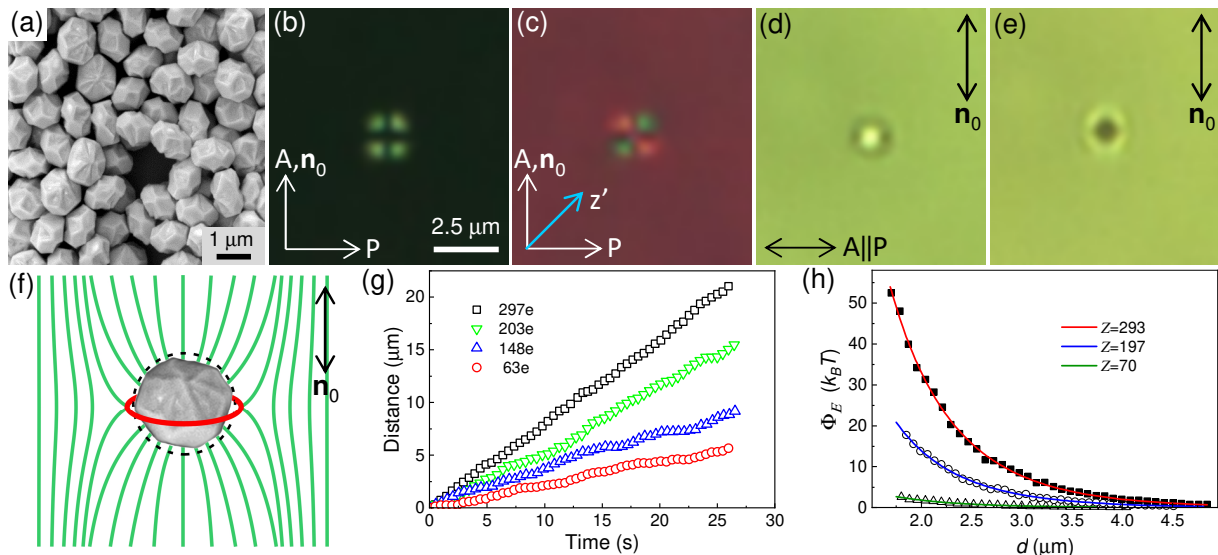 (a)
1 µm
(b)
A,n₀
P
2.5 µm
(c)
A,n₀
z'
P
(d)
n₀
A||P
(e)
n₀
(f)
n₀
(g)
20
15
10
5
0
Distance (µm)
297e
203e
148e
63e
0 5 10 15 20 25 30
Time (s)
(h)
50
40
30
20
10
0
Φ_E (k_BT)
Z=293
Z=197
Z=70
2.0 2.5 3.0 3.5 4.0 4.5
d (µm)